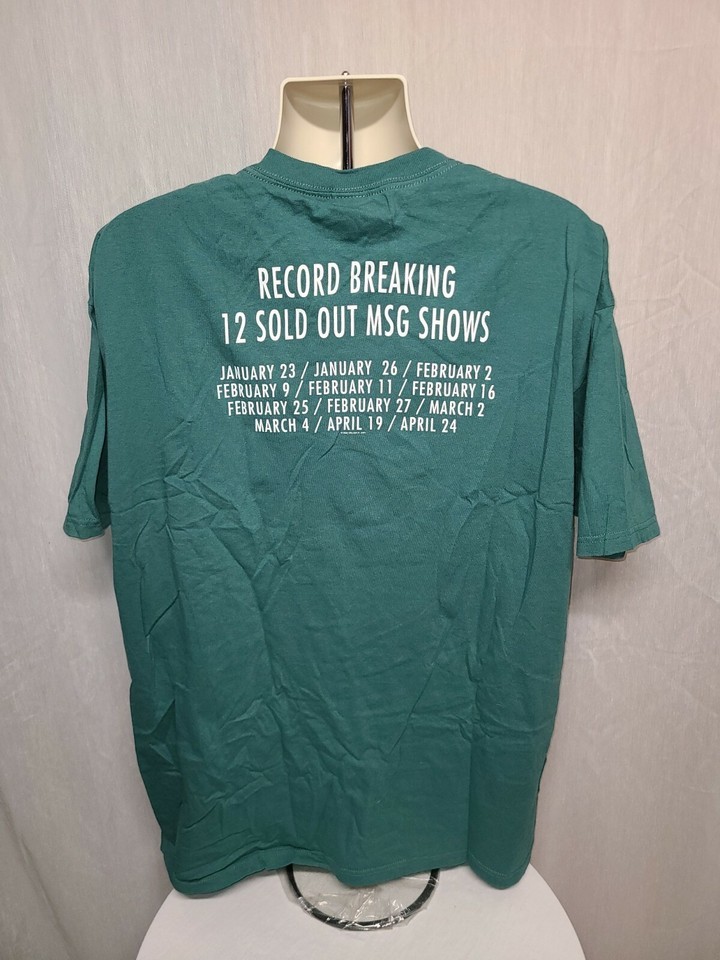 RECORD BREAKING
12 SOLD OUT MSG SHOWS
JANUARY 23 / JANUARY 26 / FEBRUARY 2
FEBRUARY 9 / FEBRUARY 11 / FEBRUARY 16
FEBRUARY 25 / FEBRUARY 27 / MARCH 2
MARCH 4 / APRIL 19 / APRIL 24